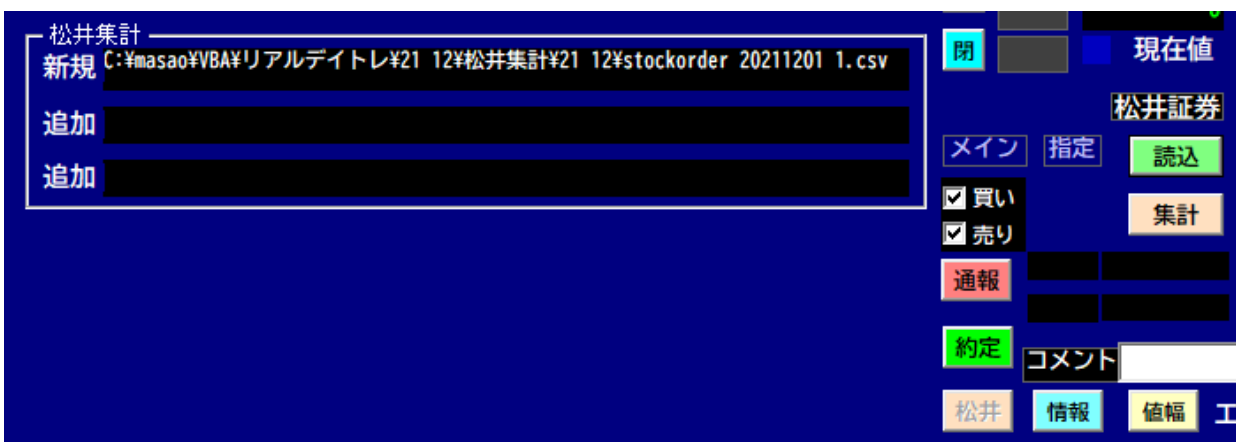 松井集計
新規 C:¥masao¥VBA¥リアルデイトレ¥21 12¥松井集計¥21 12¥stockorder 20211201 1.csv
追加
追加
閉
現在値
松井証券
メイン 指定 読込
買い
集計
売り
通報
約定
コメント
松井 情報 値幅 エ